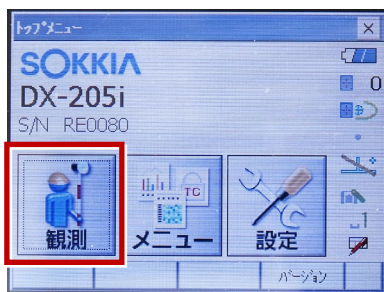 トップメニュー
SOKKIA
DX-205i
S/N RE0080
0
TC
観測
メニュー
設定
1
バージョン